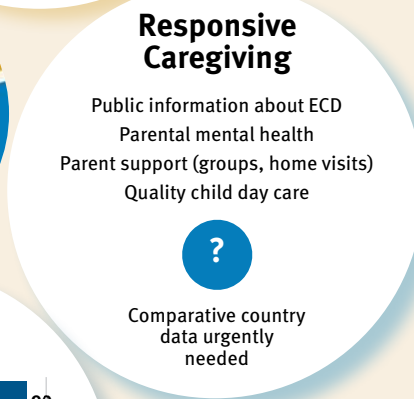 Responsive
Caregiving
Public information about ECD
Parental mental health
Parent support (groups, home visits)
Quality child day care
?
Comparative country
data urgently
needed